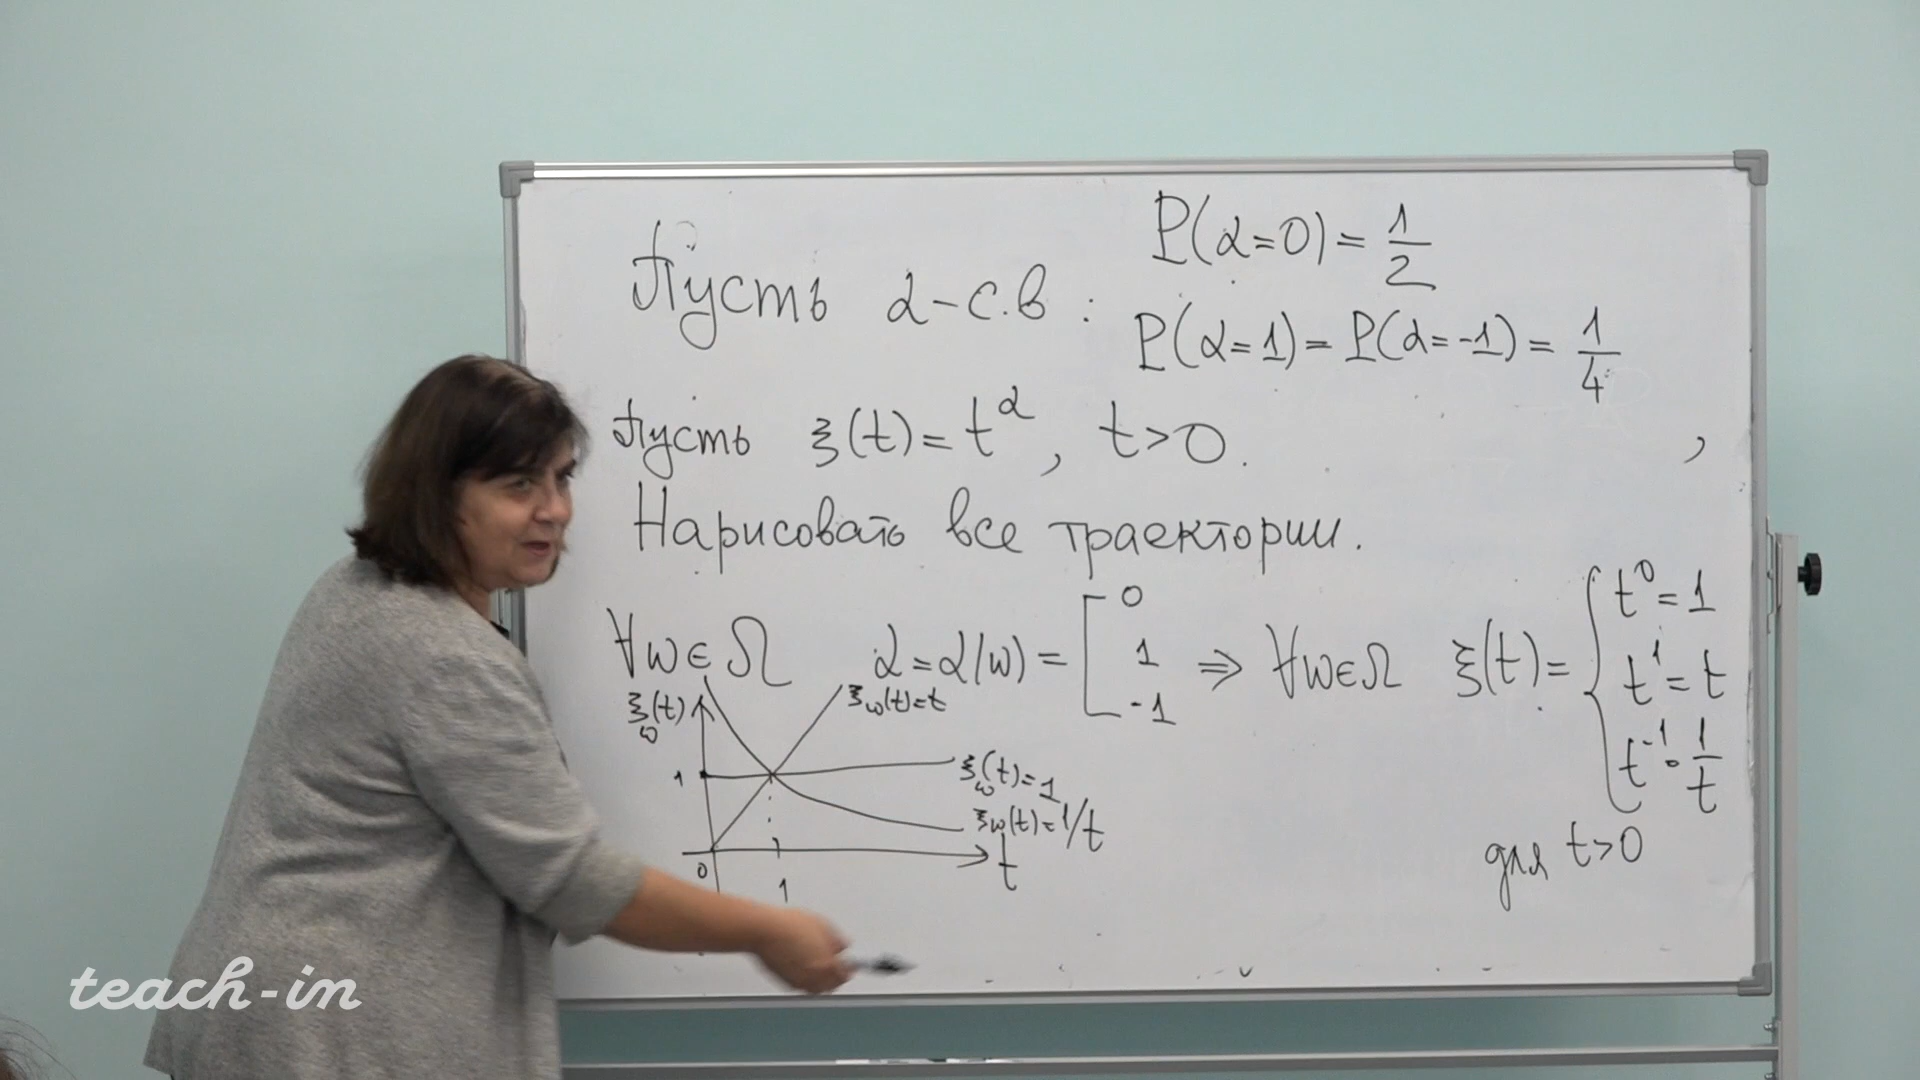 P(α=0) = 1/2
Пусть α - с.в :
P(α=1) = P(α=-1) = 1/4
Пусть ξ(t) = t^α, t>0.
,
Нарисовать все траектории.
∀ω∈Ω α = α(ω) = [ 0 1 -1 ⇒ ∀ω∈Ω ξ(t) = {
t^0 = 1
t^1 = t
t^-1 = 1/t
для t>0
ξω(t)
ξω(t)=t
1
ξω(t)=1
ξω(t)=1/t
0
1
t
teach-in